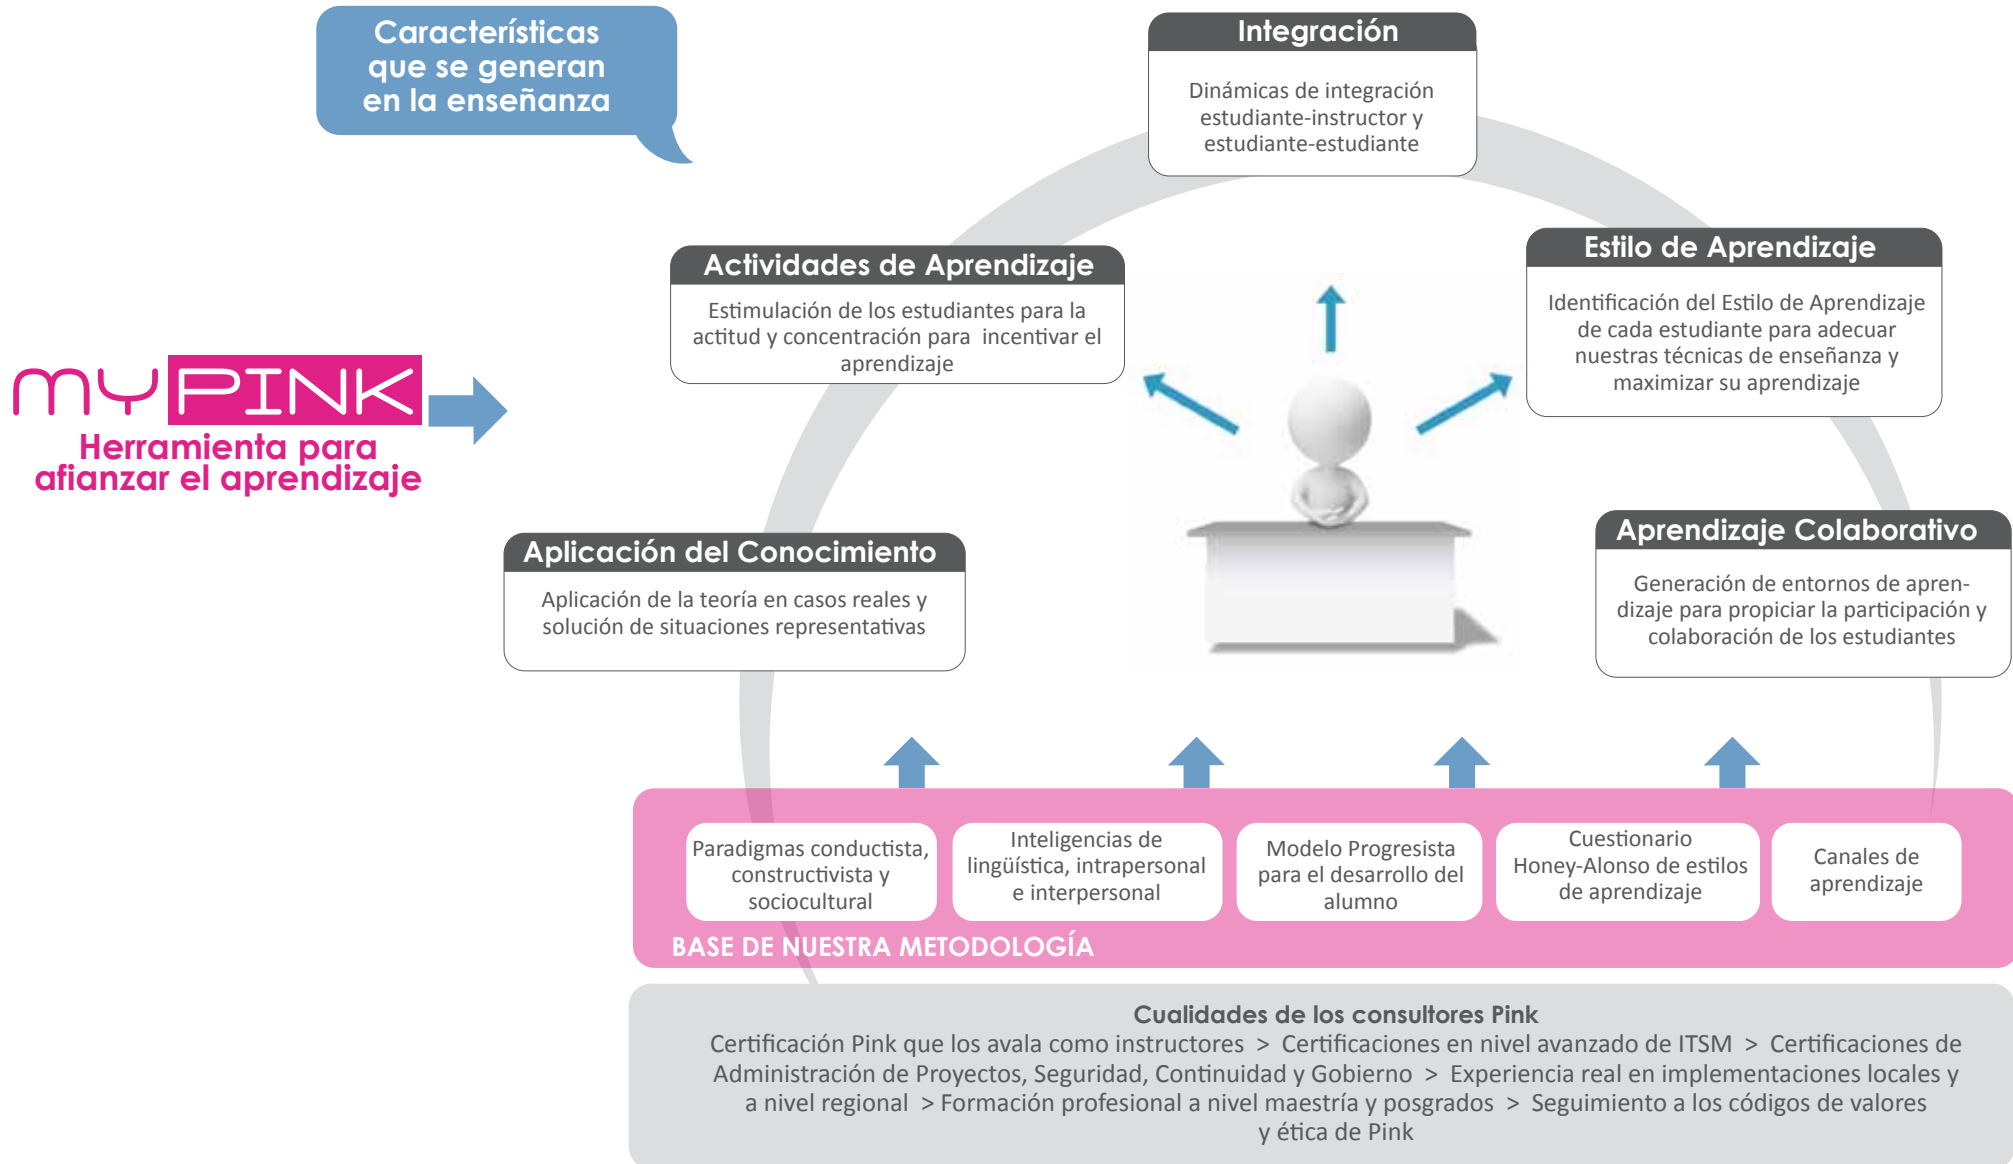 Características
que se generan
en la enseñanza
Integración
Dinámicas de integración
estudiante-instructor y
estudiante-estudiante
Actividades de Aprendizaje
Estimulación de los estudiantes para la
actitud y concentración para  incentivar el
aprendizaje
Estilo de Aprendizaje
Identificación del Estilo de Aprendizaje
de cada estudiante para adecuar
nuestras técnicas de enseñanza y
maximizar su aprendizaje
MYPINK
Herramienta para
afianzar el aprendizaje
Aplicación del Conocimiento
Aplicación de la teoría en casos reales y
solución de situaciones representativas
Aprendizaje Colaborativo
Generación de entornos de apren-
dizaje para propiciar la participación y
colaboración de los estudiantes
Paradigmas conductista,
constructivista y
sociocultural
Inteligencias de
lingüística, intrapersonal
e interpersonal
Modelo Progresista
para el desarrollo del
alumno
Cuestionario
Honey-Alonso de estilos
de aprendizaje
Canales de
aprendizaje
BASE DE NUESTRA METODOLOGÍA
Cualidades de los consultores Pink
Certificación Pink que los avala como instructores > Certificaciones en nivel avanzado de ITSM > Certificaciones de
Administración de Proyectos, Seguridad, Continuidad y Gobierno > Experiencia real en implementaciones locales y
a nivel regional > Formación profesional a nivel maestría y posgrados > Seguimiento a los códigos de valores
y ética de Pink